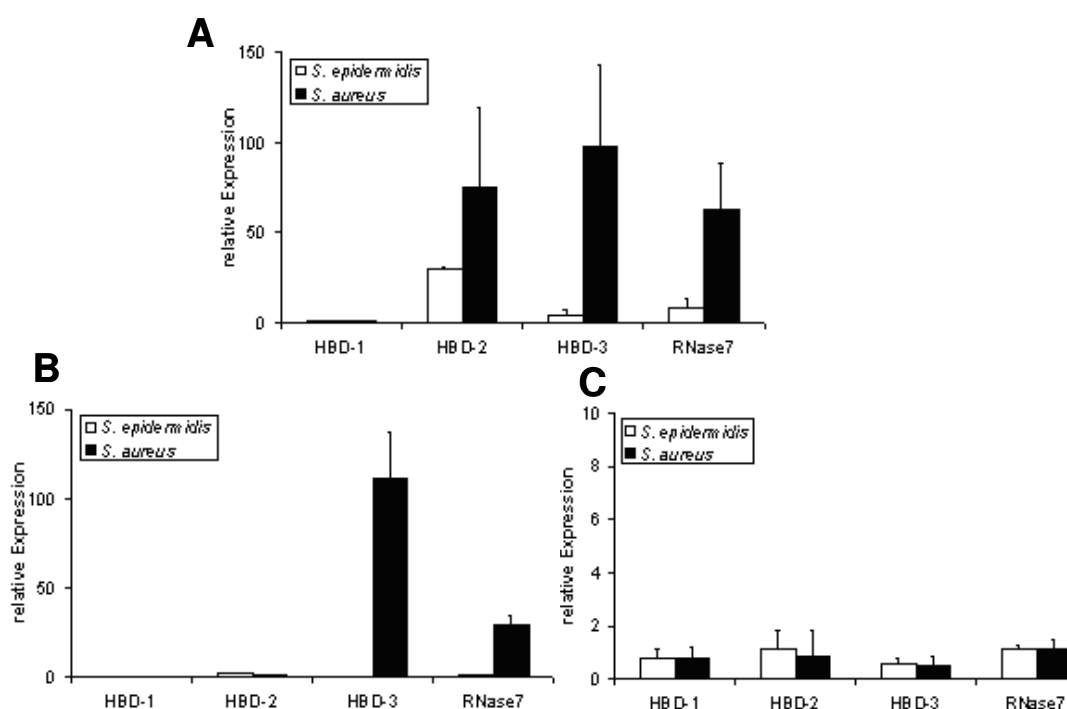 A
150
S. epidermidis
S. aureus
100
50
0
relative Expression
HBD-1 HBD-2 HBD-3 RNase7
B
150
S. epidermidis
S. aureus
100
50
0
relative Expression
HBD-1 HBD-2 HBD-3 RNase7
C
10
S. epidermidis
S. aureus
8
6
4
2
0
relative Expression
HBD-1 HBD-2 HBD-3 RNase7